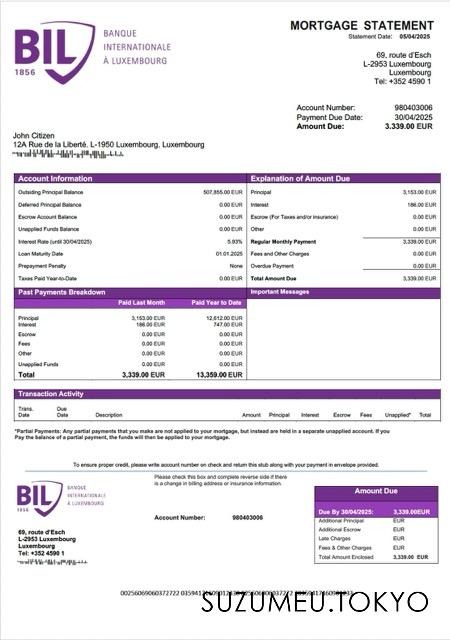 BIL
1856
BANQUE
INTERNATIONALE
À LUXEMBOURG
MORTGAGE STATEMENT
Statement Date: 05/04/2025
69, route d'Esch
L-2953 Luxembourg
Luxembourg
Tel: +352 4590 1
Account Number: 980403006
Payment Due Date: 30/04/2025
Amount Due: 3.339.00 EUR
John Citizen
12A Rue de la Liberté, L-1950 Luxembourg, Luxembourg
Account Information
Outsiding Principal Balance 507,855.00 EUR
Deferred Principal Balance 0.00 EUR
Escrow Account Balance 0.00 EUR
Unapplied Funds Balance 0.00 EUR
Interest Rate (until 30/04/2025) 5.93%
Loan Maturity Date 01.01.2025
Prepayment Penalty None
Taxes Paid Year-to-Date 0.00 EUR
Explanation of Amount Due
Principal 3,153.00 EUR
Interest 186.00 EUR
Escrow (For Taxes and/or Insurance) 0.00 EUR
Other 0.00 EUR
Regular Monthly Payment 3,339.00 EUR
Fees and Other Charges 0.00 EUR
Overdue Payment 0.00 EUR
Total Amount Due 3,339.00 EUR
Past Payments Breakdown
Paid Last Month Paid Year to Date
Principal 3,153.00 EUR 12,612.00 EUR
Interest 186.00 EUR 747.00 EUR
Escrow 0.00 EUR 0.00 EUR
Fees 0.00 EUR 0.00 EUR
Other 0.00 EUR 0.00 EUR
Unapplied Funds 0.00 EUR 0.00 EUR
Total 3,339.00 EUR 13,359.00 EUR
Important Messages
Transaction Activity
Trans. Date Due Date Description Amount Principal Interest Escrow Fees Unapplied* Total
*Partial Payments: Any partial payments that you make are not applied to your mortgage, but instead are held in a separate unapplied account. If you
Pay the balance of a partial payment, the funds will then be applied to your mortgage.
To ensure proper credit, please write account number on check and return this stub along with your payment in envelope provided.
BIL
1856
BANQUE
INTERNATIONALE
À LUXEMBOURG
Please check this box and complete reverse side if there
is a change in billing address or insurance information.
Account Number: 980403006
69, route d'Esch
L-2953 Luxembourg
Luxembourg
Tel: +352 4590 1
Amount Due
Due By 30/04/2025: 3,339.00EUR
Additional Principal EUR
Additional Escrow EUR
Late Charges EUR
Fees & Other Charges EUR
Total Amount Enclosed 3,339.00 EUR
SUZUMEU.TOKYO